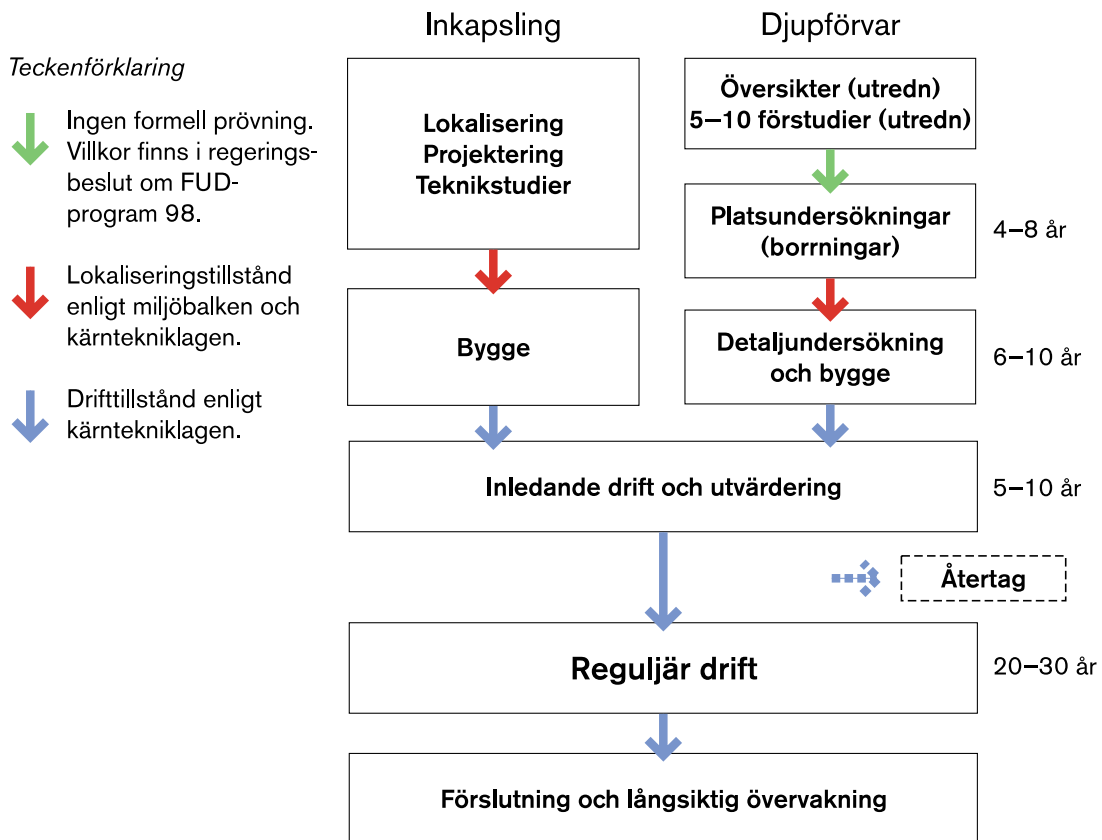 Inkapsling
Djupförvar
Teckenförklaring
Ingen formell prövning.
Villkor finns i regerings-
beslut om FUD-
program 98.
Lokaliseringstillstånd
enligt miljöbalken och
kärntekniklagen.
Drifttillstånd enligt
kärntekniklagen.
Lokalisering
Projektering
Teknikstudier
Översikter (utredn)
5–10 förstudier (utredn)
Platsundersökningar
(borrningar)
4–8 år
Bygge
Detaljundersökning
och bygge
6–10 år
Inledande drift och utvärdering
5–10 år
Återtag
Reguljär drift
20–30 år
Förslutning och långsiktig övervakning